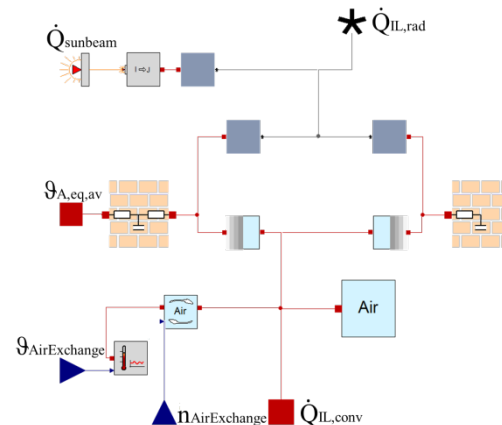 Q̇sunbeam
Q̇IL,rad
ϑA,eq,av
Air
Air
ϑAirExchange
nAirExchange
Q̇IL,conv